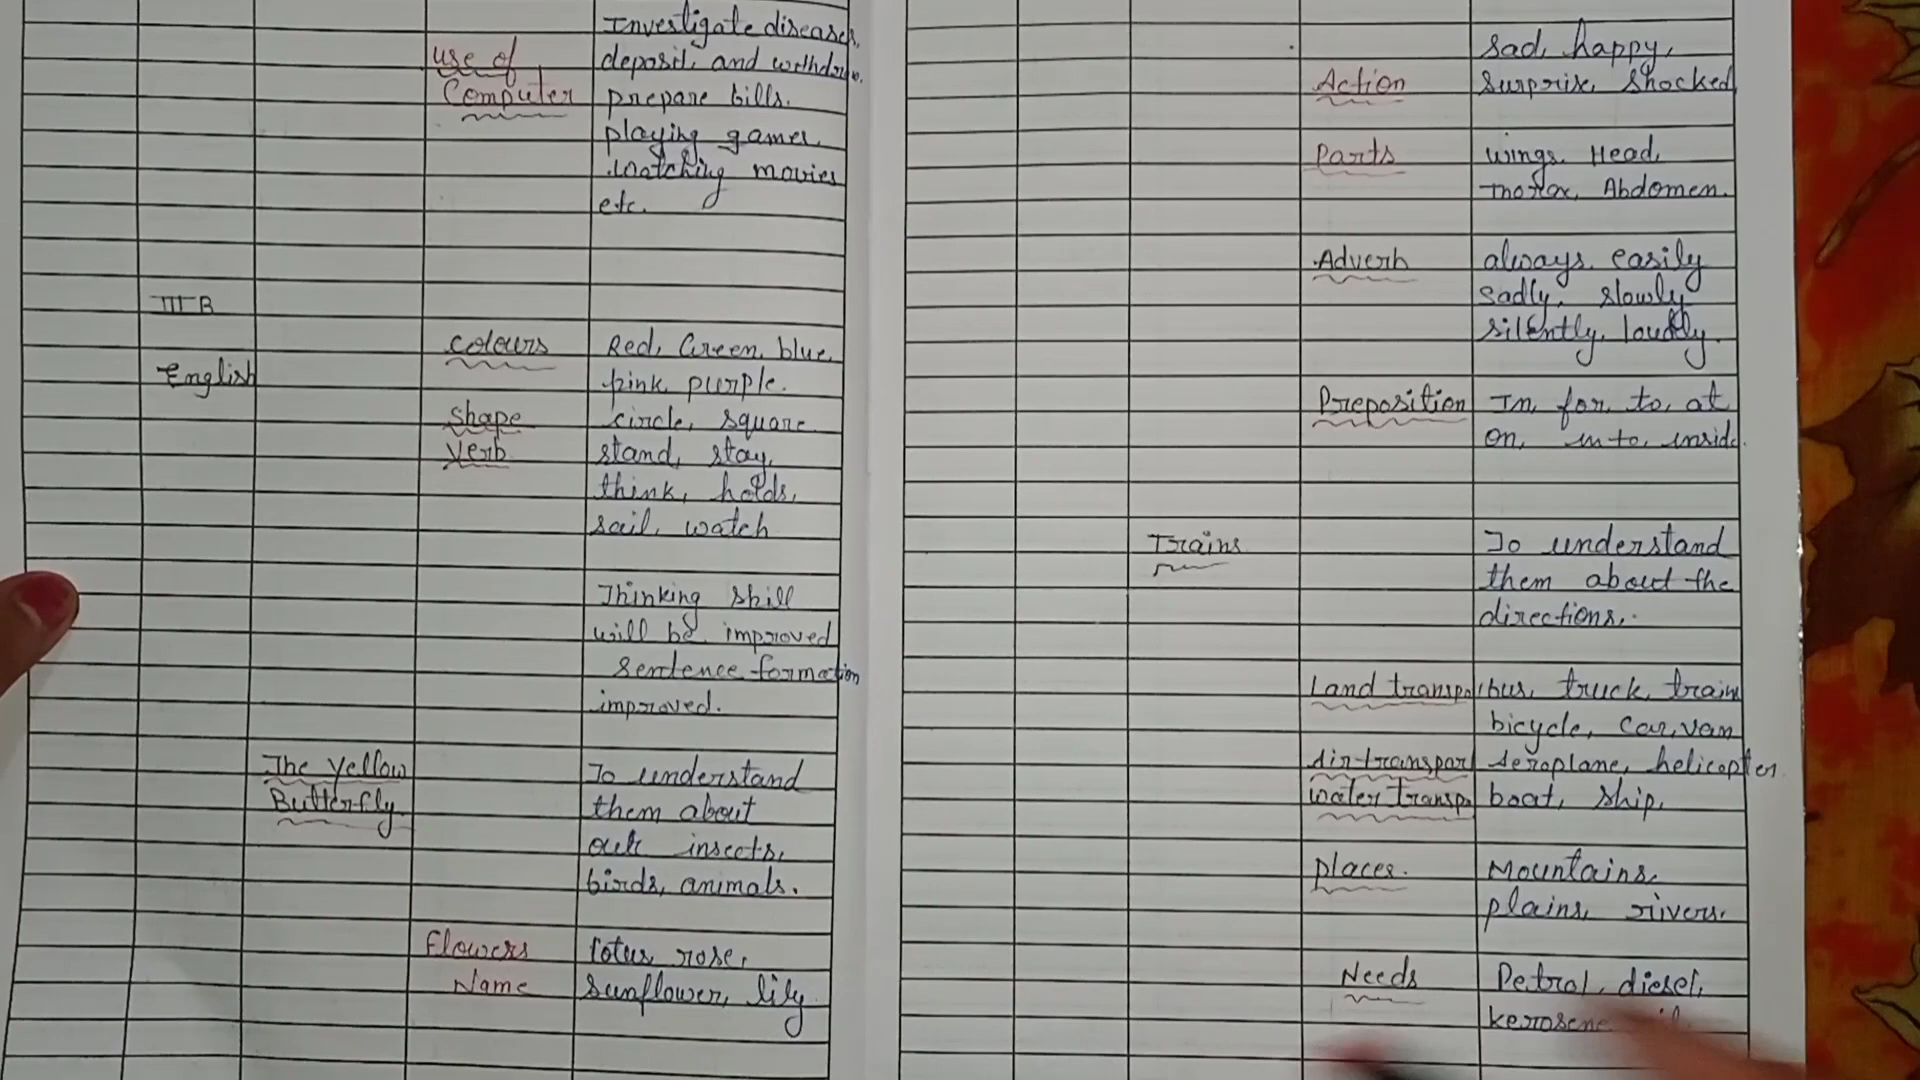 Investigate diseases,
use of deposit, and withdraw.
Computer prepare bills.
playing games,
watching movies
etc.
III B
colours Red, Green, blue,
English pink, purple.
shape circle, square
Verb stand, stay,
think, holds,
sail, watch
Thinking skill
will be improved
sentence formation
improved.
The yellow To understand
Butterfly. them about
insects,
birds, animals.
Flowers lotus, rose,
Name Sunflower, lily
sad, happy,
Action surprise, shocked
Parts wings, Head,
Thorax, Abdomen.
Adverb always, easily
sadly, slowly
silently, loudly.
Preposition In, for, to, at
on, into, inside.
Trains To understand
them about the
directions.
Land transpo bus, truck, train
bicycle, car, van
Air transpor Aeroplane, helicopter.
water transp. boat, ship,
places. Mountains,
plains, rivers.
Needs Petrol, diesel,
kerosene